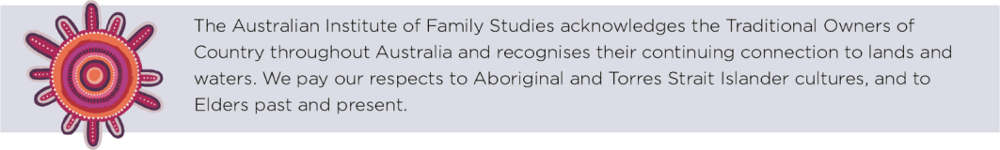 The Australian Institute of Family Studies acknowledges the Traditional Owners of
Country throughout Australia and recognises their continuing connection to lands and
waters. We pay our respects to Aboriginal and Torres Strait Islander cultures, and to
Elders past and present.